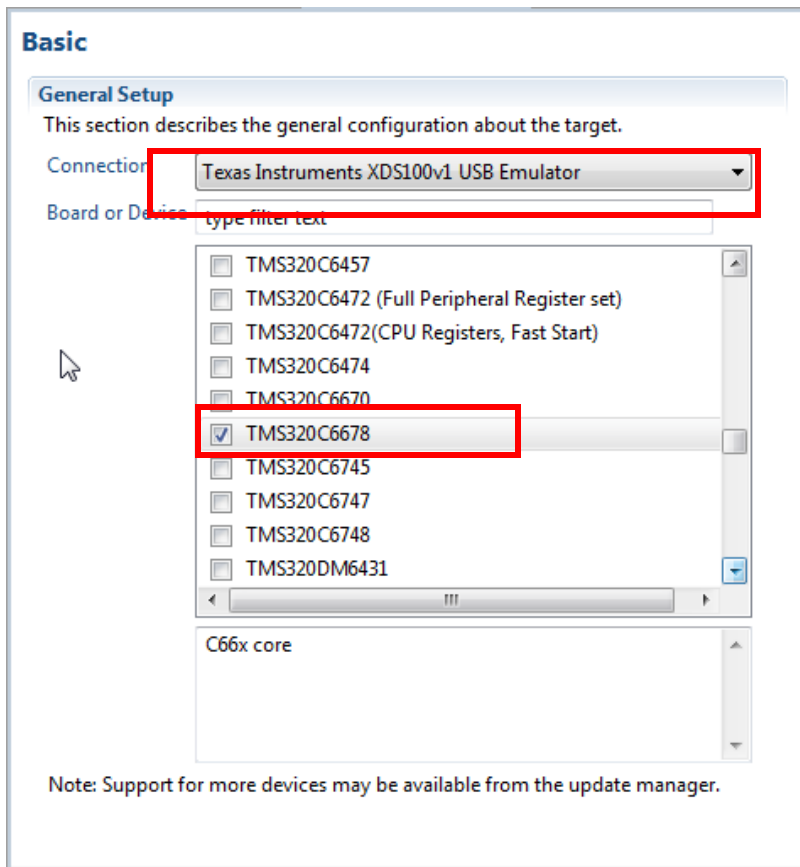 Basic
General Setup
This section describes the general configuration about the target.
Connection Texas Instruments XDS100v1 USB Emulator
Board or Device type filter text
TMS320C6457
TMS320C6472 (Full Peripheral Register set)
TMS320C6472(CPU Registers, Fast Start)
TMS320C6474
TMS320C6670
TMS320C6678
TMS320C6745
TMS320C6747
TMS320C6748
TMS320DM6431
C66x core
Note: Support for more devices may be available from the update manager.